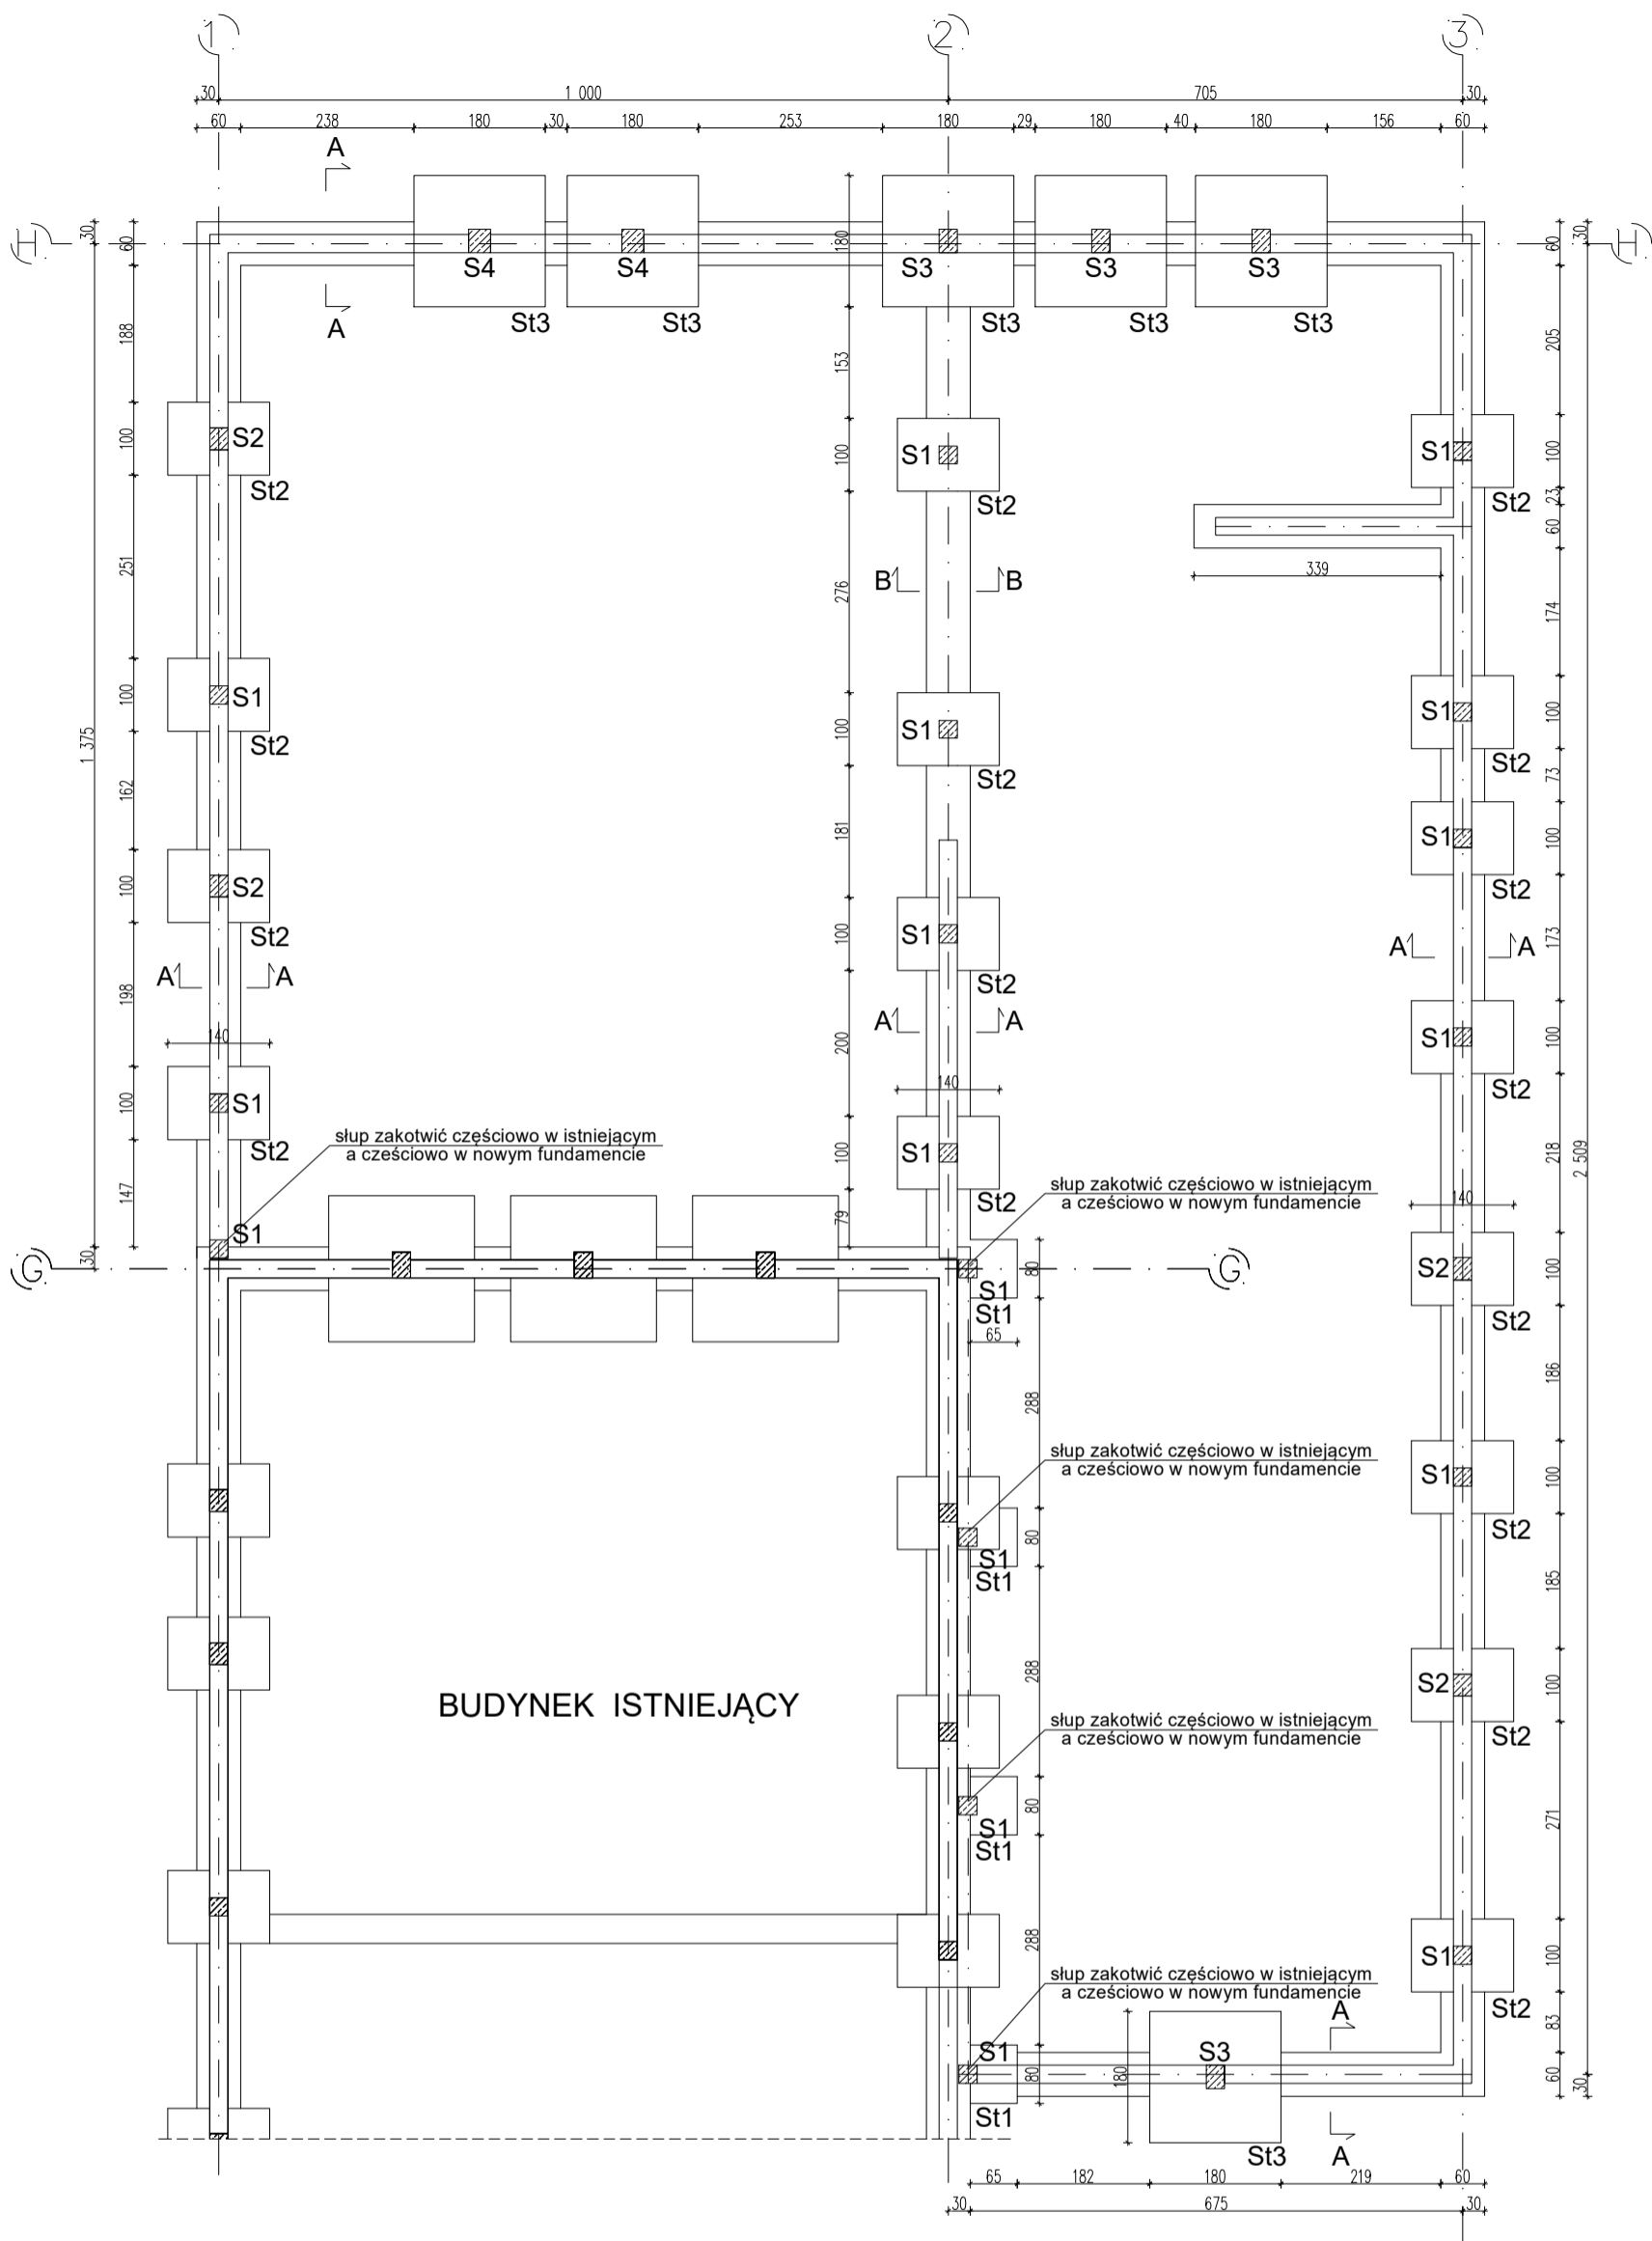 1
2
3
30
1 000
705
30
60
238
180
30
180
253
180
29
180
40
180
156
60
A
H
30
60
180
60
30
H
S4
S4
S3
S3
S3
A
St3
St3
St3
St3
St3
188
153
205
100
S2
St2
100
S1
St2
100
S1
St2
23
60
339
251
B
B
276
174
100
S1
St2
100
S1
St2
100
S1
St2
1 375
162
181
73
100
S1
St2
100
S2
St2
100
S1
St2
A
A
198
A
A
200
A
A
173
140
140
100
S1
St2
100
S1
St2
100
S1
St2
słup zakotwić częściowo w istniejącym
a cześciowo w nowym fundamencie
147
79
218
2 509
140
słup zakotwić częściowo w istniejącym
a cześciowo w nowym fundamencie
S1
30
G
G
80
S1
St1
65
100
S2
St2
288
186
słup zakotwić częściowo w istniejącym
a cześciowo w nowym fundamencie
80
S1
St1
100
S1
St2
288
185
BUDYNEK ISTNIEJĄCY
100
S2
St2
słup zakotwić częściowo w istniejącym
a cześciowo w nowym fundamencie
80
S1
St1
271
288
100
S1
St2
słup zakotwić częściowo w istniejącym
a cześciowo w nowym fundamencie
A
83
S1
80
St1
180
S3
St3
A
60
30
65
182
180
219
60
30
675
30